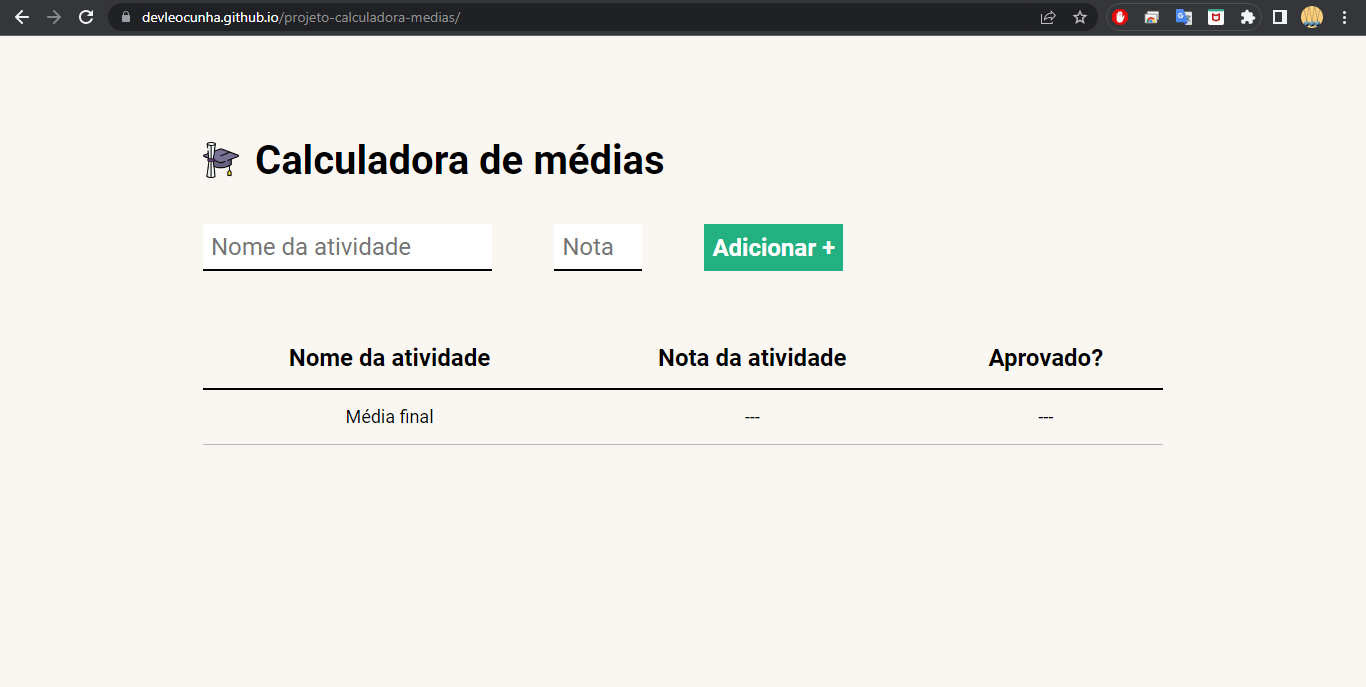 devleocunha.github.io/projeto-calculadora-medias/
Calculadora de médias
Nome da atividade Nota Adicionar +
Nome da atividade Nota da atividade Aprovado?
Média final --- ---